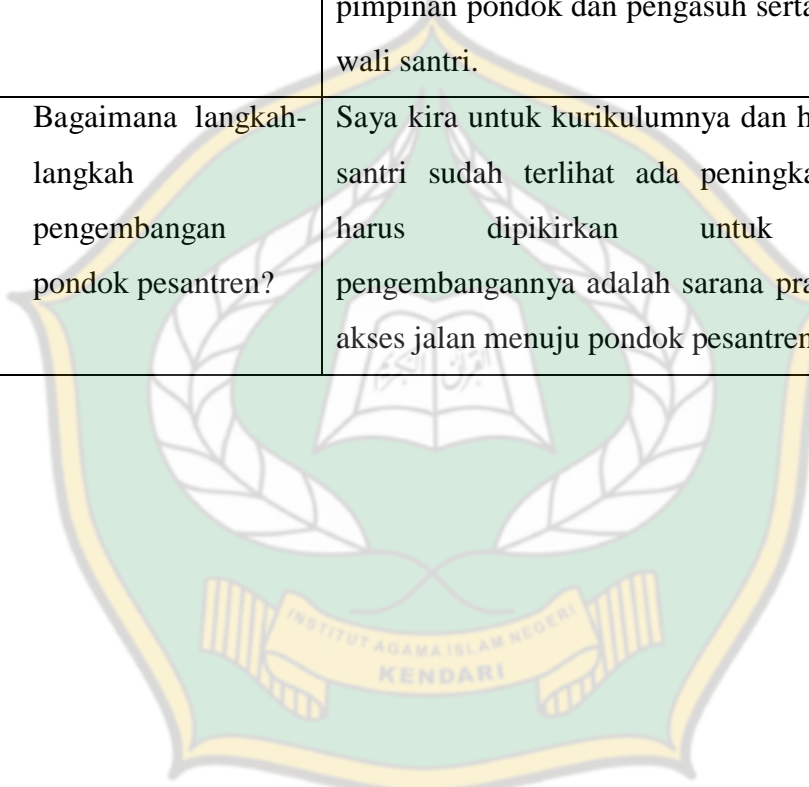 pimpinan pondok dan pengasuh serta
wali santri.
Bagaimana langkah-
langkah
pengembangan
pondok pesantren?
Saya kira untuk kurikulumnya dan
santri sudah terlihat ada
harus dipikirkan untuk
pengembangannya adalah sarana
akses jalan menuju pondok pesantren
INSTITUT AGAMA ISLAM NEGERI
KENDARI